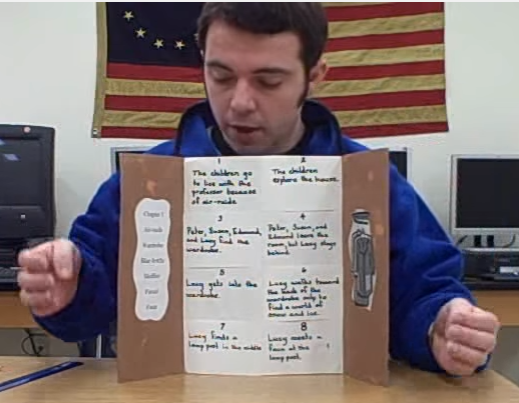 Chapter 1
Air-raids
Wardrobe
Blue-bottle
Faun
1
The children go
to live with the
professor because
of air-raids.
2
The children
explore the house.
3
Peter, Susan, Edmund,
and Lucy find the
wardrobe.
4
Peter, Susan, and
Edmund leave the
room, but Lucy stays
behind.
5
Lucy gets into the
wardrobe.
6
Lucy walks toward
the back of the
wardrobe only to
find a world of
snow and ice.
7
Lucy finds a
lamp post in the middle
8
Lucy meets a
faun at the
lamp post.